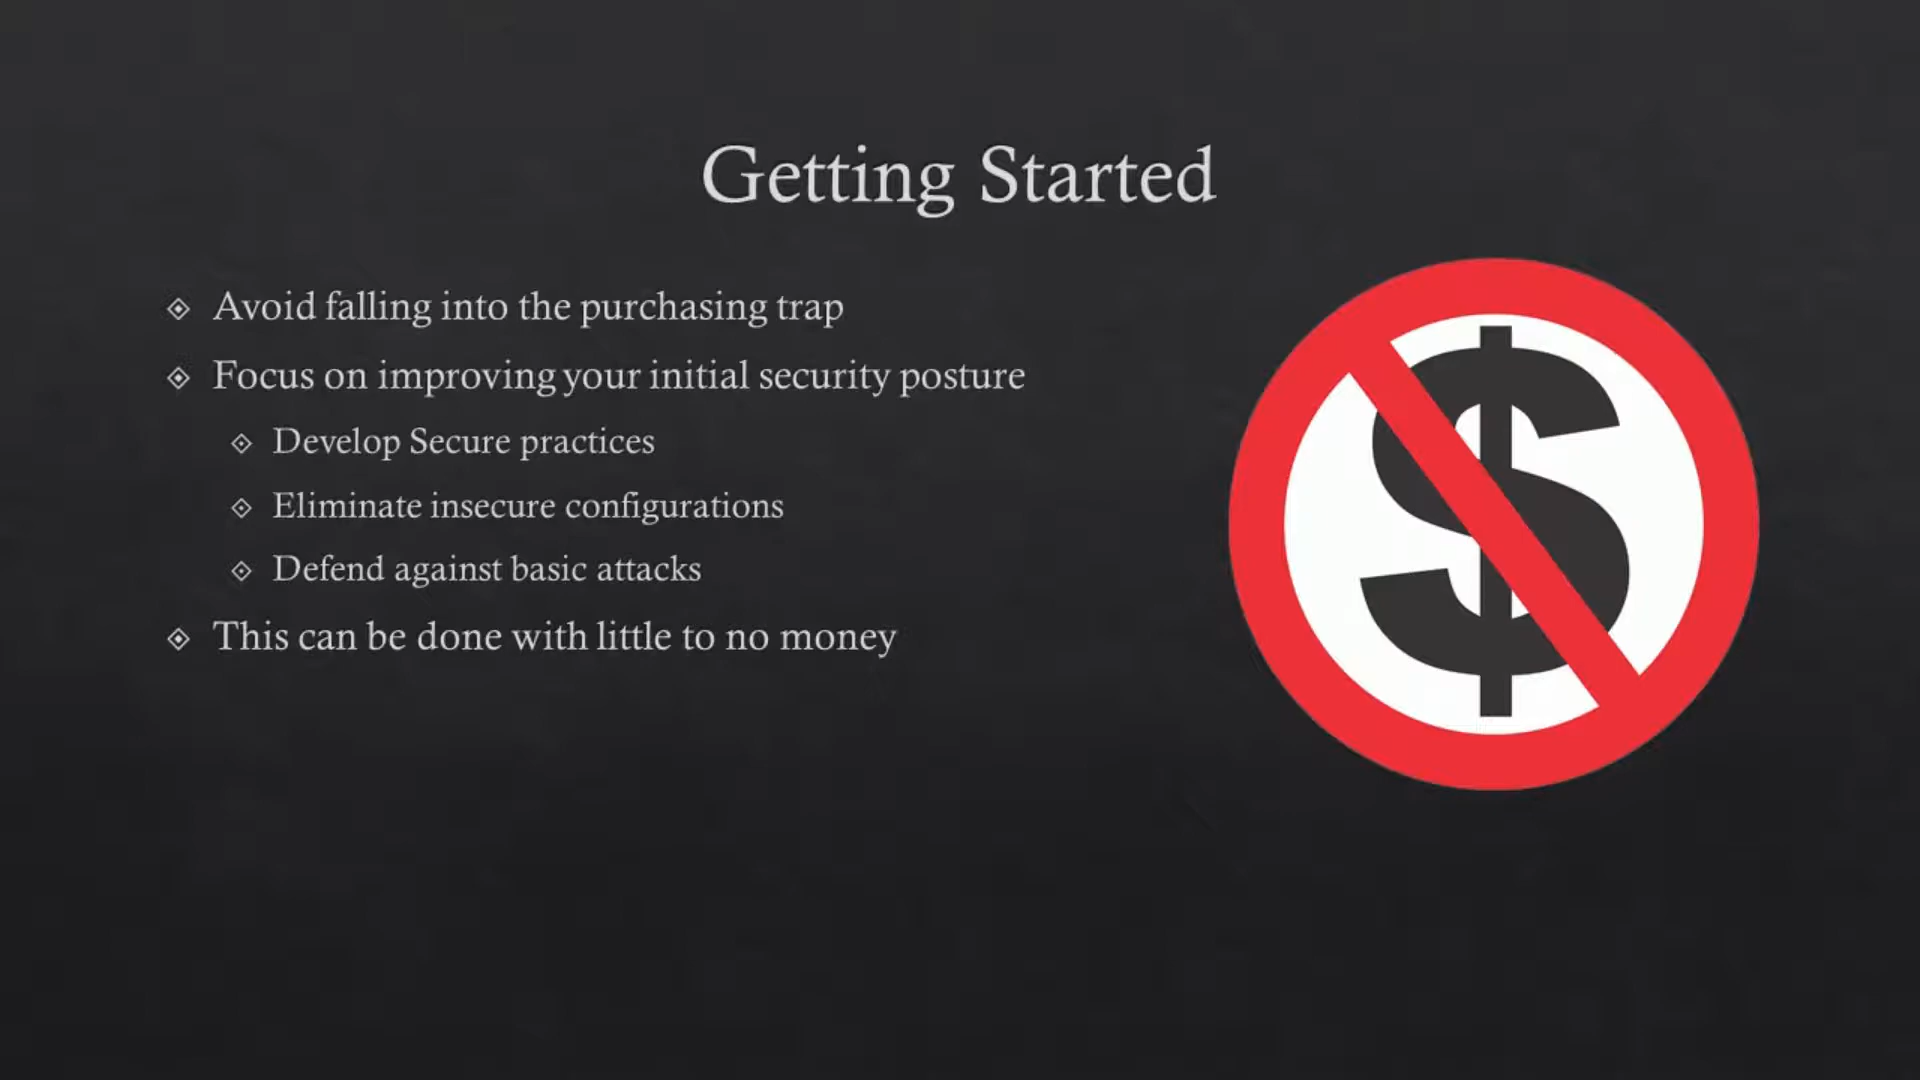 Getting Started
Avoid falling into the purchasing trap
Focus on improving your initial security posture
Develop Secure practices
Eliminate insecure configurations
Defend against basic attacks
This can be done with little to no money
$